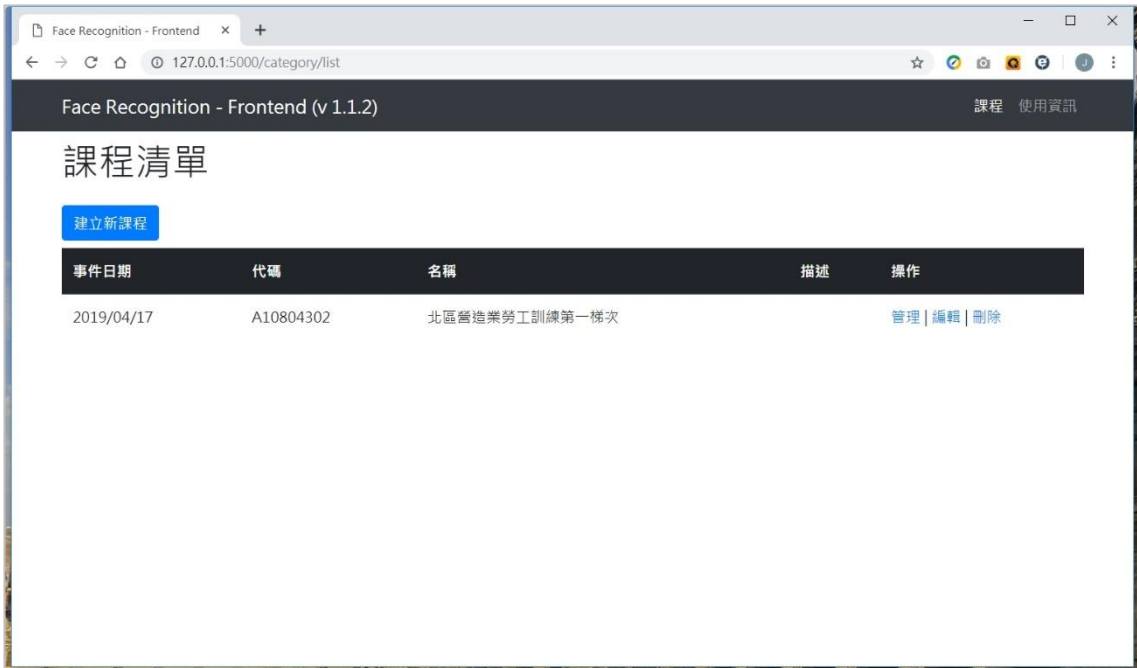 Face Recognition - Frontend
127.0.0.1:5000/category/list
J
Face Recognition - Frontend (v 1.1.2) 課程 使用資訊
課程清單
建立新課程
事件日期 代碼 名稱 描述 操作
2019/04/17 A10804302 北區營造業勞工訓練第一梯次 管理 | 編輯 | 刪除